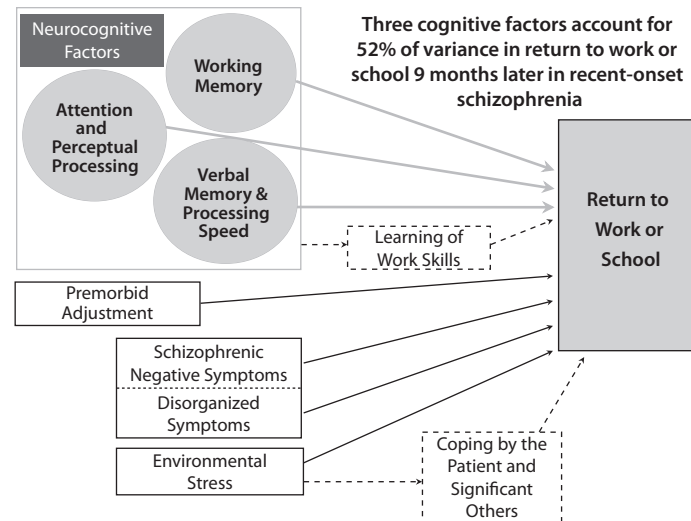 Neurocognitive
Factors
Working
Memory
Attention
and
Perceptual
Processing
Verbal
Memory &
Processing
Speed
Three cognitive factors account for
52% of variance in return to work or
school 9 months later in recent-onset
schizophrenia
Return to
Work or
School
Learning of
Work Skills
Premorbid
Adjustment
Schizophrenic
Negative Symptoms
Disorganized
Symptoms
Environmental
Stress
Coping by the
Patient and
Significant
Others